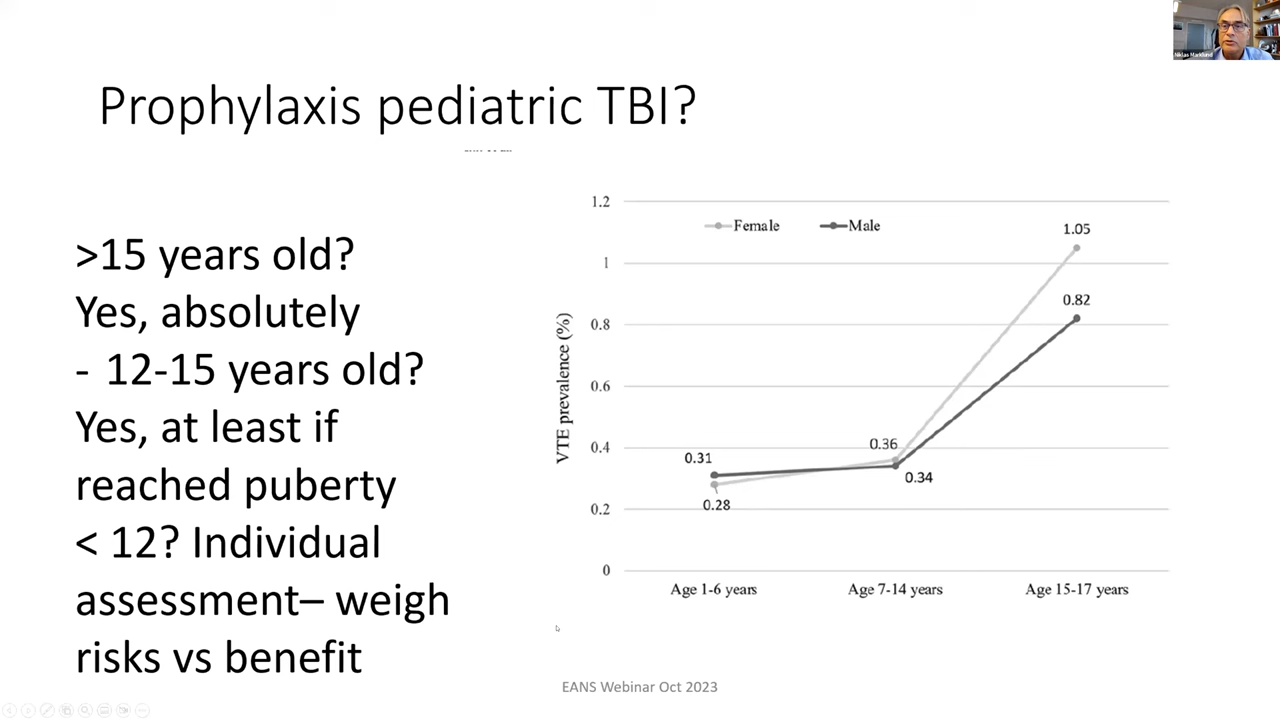 Niklas Marklund
Prophylaxis pediatric TBI?
>15 years old?
Yes, absolutely
- 12-15 years old?
Yes, at least if
reached puberty
< 12? Individual
assessment– weigh
risks vs benefit
1.2
1
0.8
0.6
0.4
0.2
0
VTE prevalence (%)
Female
Male
1.05
0.82
0.36
0.34
0.31
0.28
Age 1-6 years
Age 7-14 years
Age 15-17 years
EANS Webinar Oct 2023